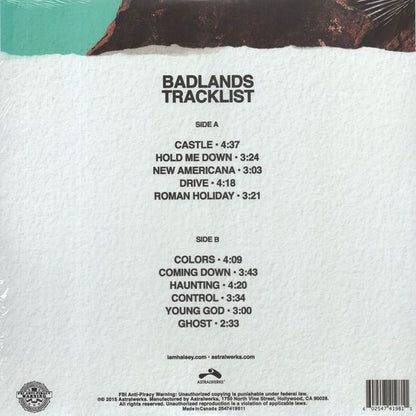 BADLANDS
TRACKLIST
SIDE A
CASTLE • 4:37
HOLD ME DOWN • 3:24
NEW AMERICANA • 3:03
DRIVE • 4:18
ROMAN HOLIDAY • 3:21
SIDE B
COLORS • 4:09
COMING DOWN • 3:43
HAUNTING • 4:20
CONTROL • 3:34
YOUNG GOD • 3:00
GHOST • 2:33
iamhalsey.com • astralwerks.com
ASTRALWERKS
FBI Anti-Piracy Warning: Unauthorized copying is punishable under federal law.
℗© 2015 Astralwerks. Manufactured by Astralwerks, 1750 North Vine Street, Hollywood, CA 90028.
All rights reserved. Unauthorized reproduction is a violation of applicable laws.
Made in Canada 2547419811